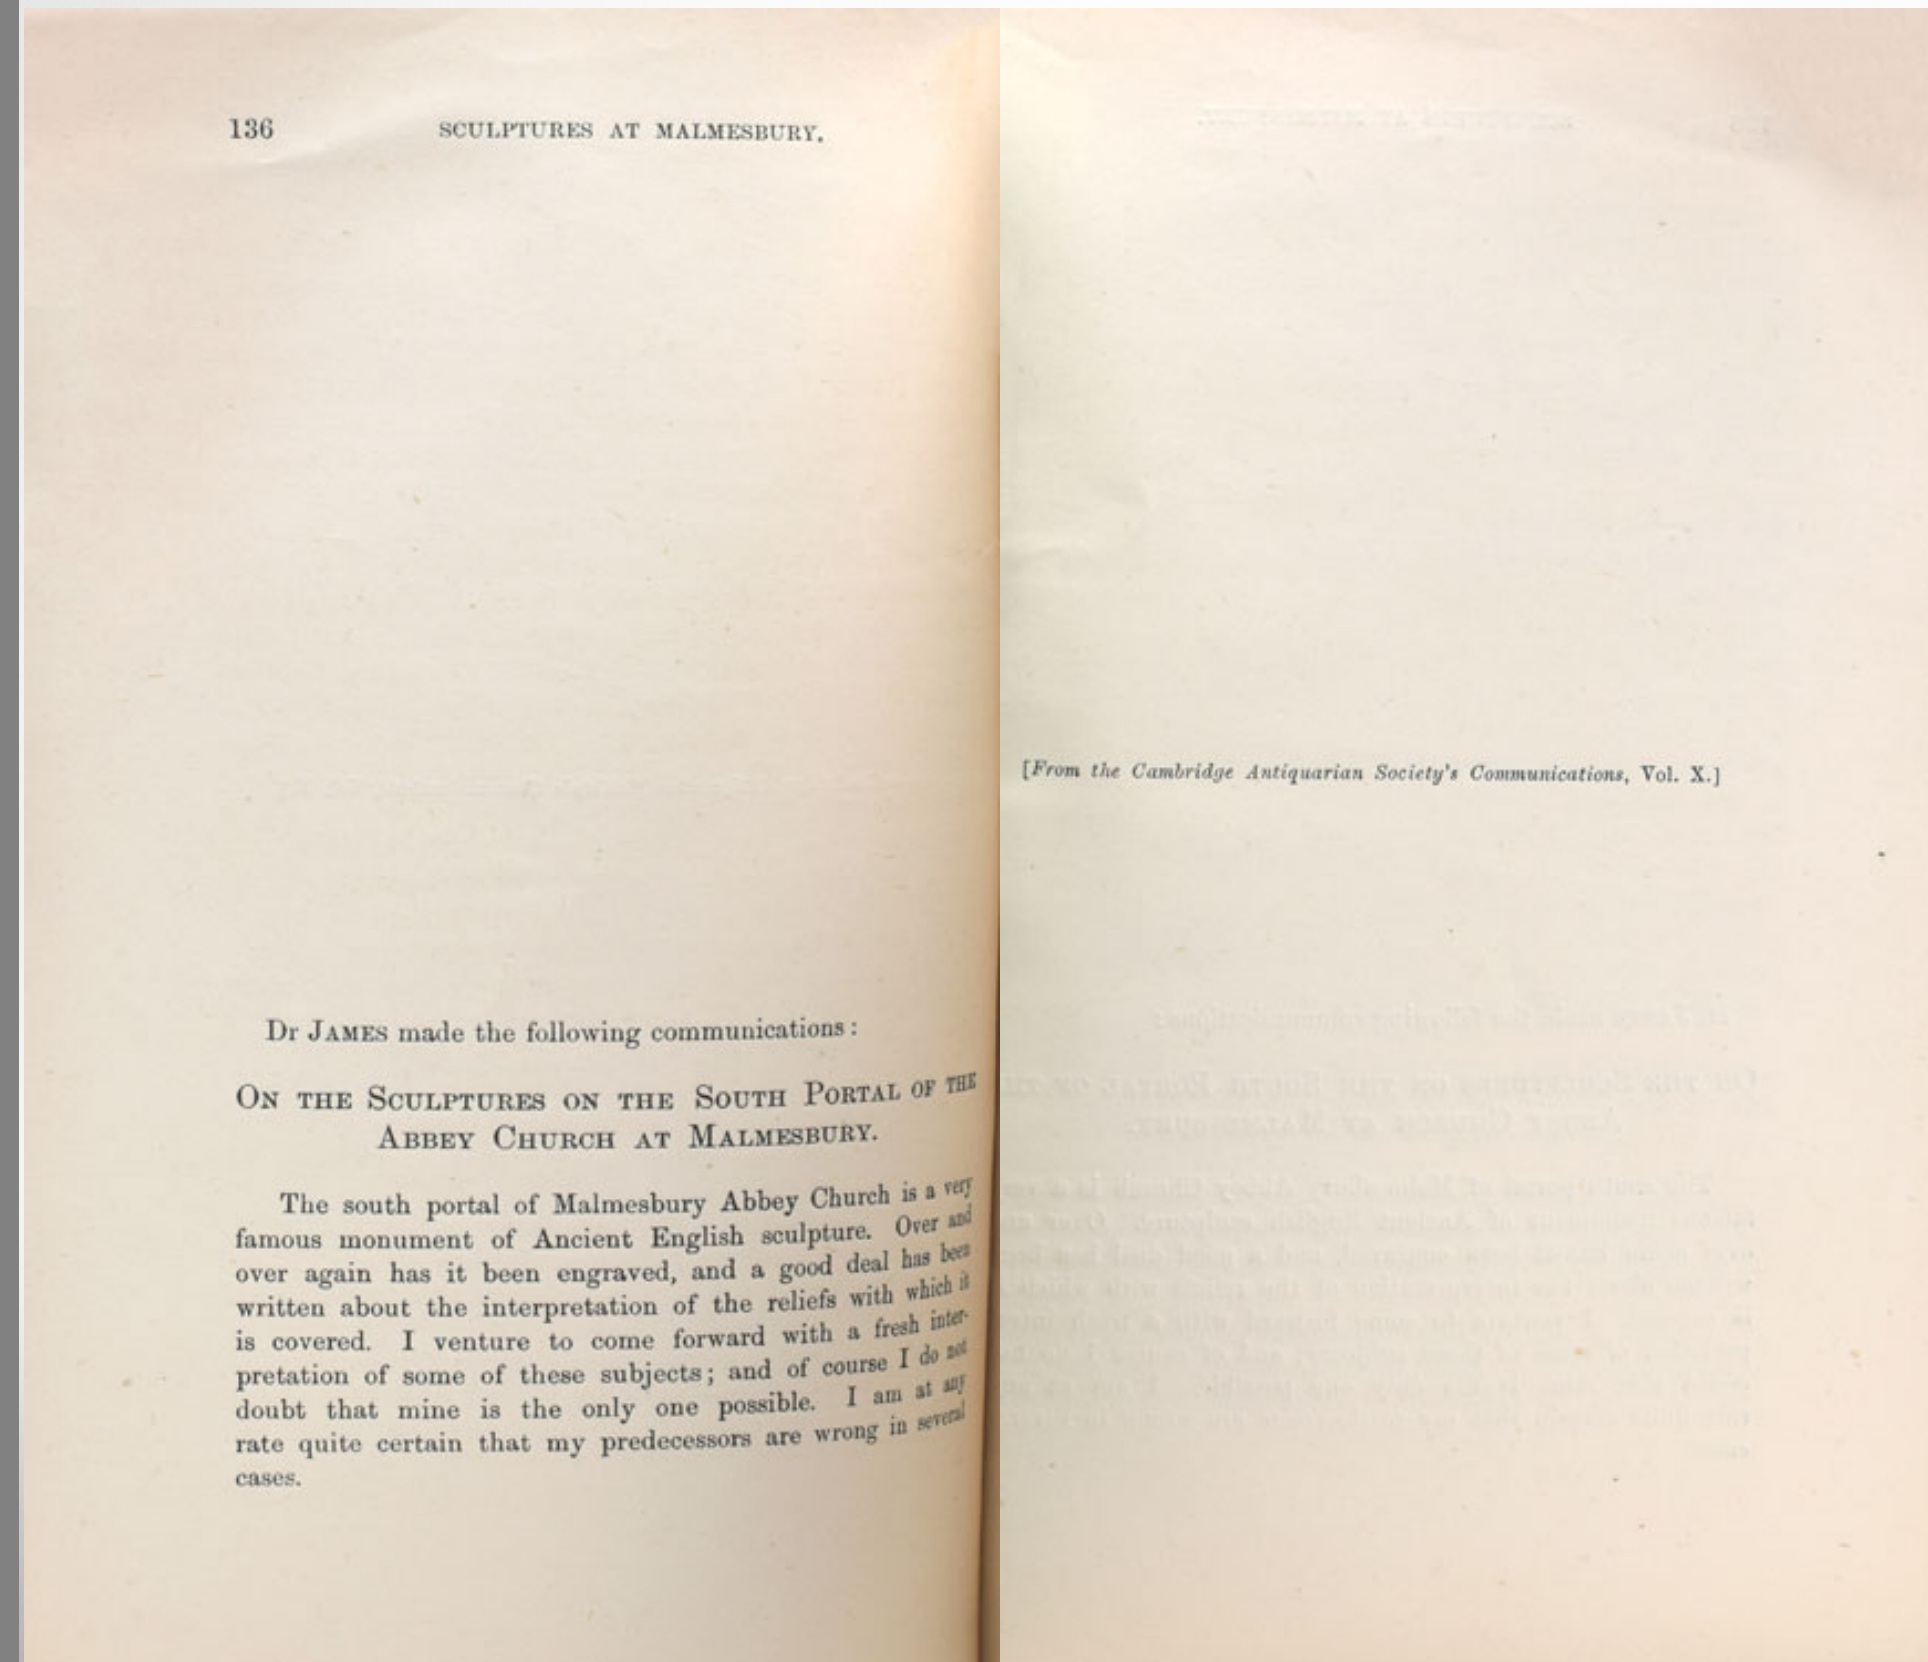 136 SCULPTURES AT MALMESBURY.
Dr JAMES made the following communications:
ON THE SCULPTURES ON THE SOUTH PORTAL OF THE
ABBEY CHURCH AT MALMESBURY.
The south portal of Malmesbury Abbey Church is a very
famous monument of Ancient English sculpture. Over and
over again has it been engraved, and a good deal has been
written about the interpretation of the reliefs with which it
is covered. I venture to come forward with a fresh inter-
pretation of some of these subjects; and of course I do not
doubt that mine is the only one possible. I am at any
rate quite certain that my predecessors are wrong in several
cases.
[From the Cambridge Antiquarian Society's Communications, Vol. X.]